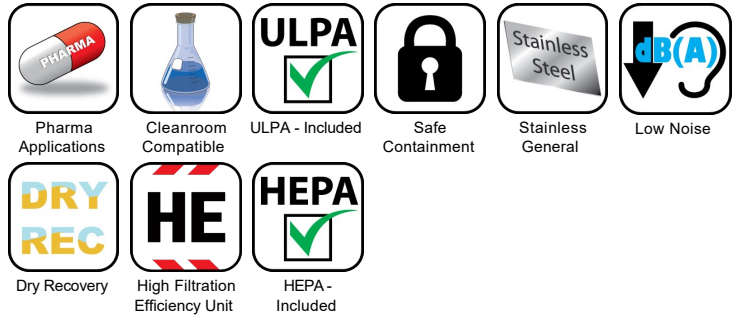 PHARMA
Pharma
Applications
Cleanroom
Compatible
ULPA
ULPA - Included
Safe
Containment
Stainless
Steel
Stainless
General
dB(A)
Low Noise
DRY
REC
Dry Recovery
HE
High Filtration
Efficiency Unit
HEPA
HEPA -
Included